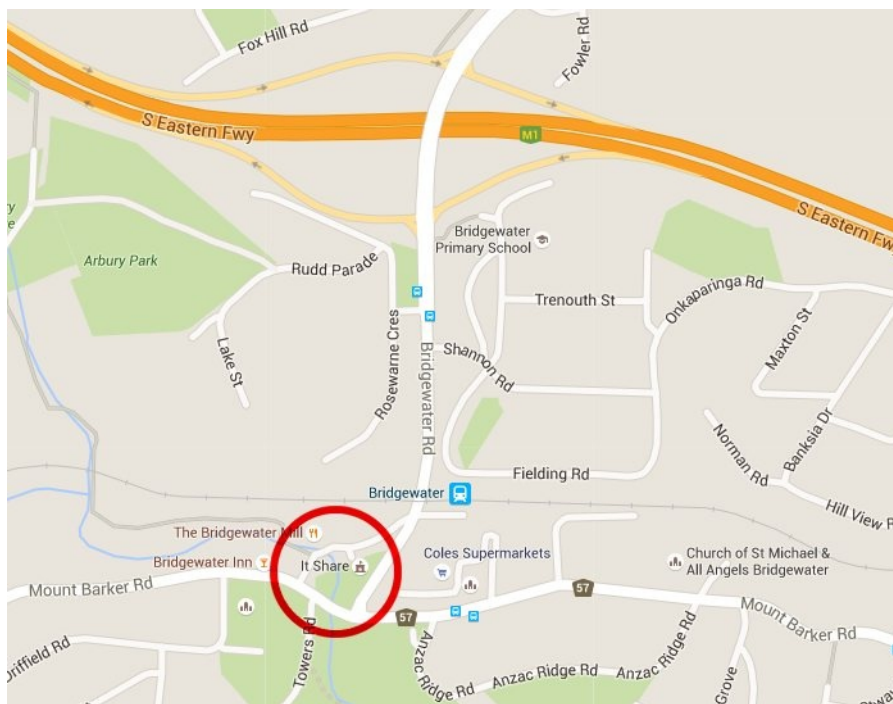 Fox Hill Rd
Fowler Rd
S Eastern Fwy
M1
S Eastern Fwy
Bridgewater
Primary School
Arbury Park
Rudd Parade
Onkaparinga Rd
Trenouth St
Maxton St
Lake St
Rosewarne Cres
Bridgewater Rd
Shannon Rd
Banksia Dr
Norman Rd
Fielding Rd
Hill View R
Bridgewater
The Bridgewater Mill
Bridgewater Inn
It Share
Coles Supermarkets
Church of St Michael &
All Angels Bridgewater
Mount Barker Rd
57
57
Mount Barker Rd
Towers Rd
Anzac Ridge Rd
Anzac Ridge Rd
Anzac Ridge Rd
Grove